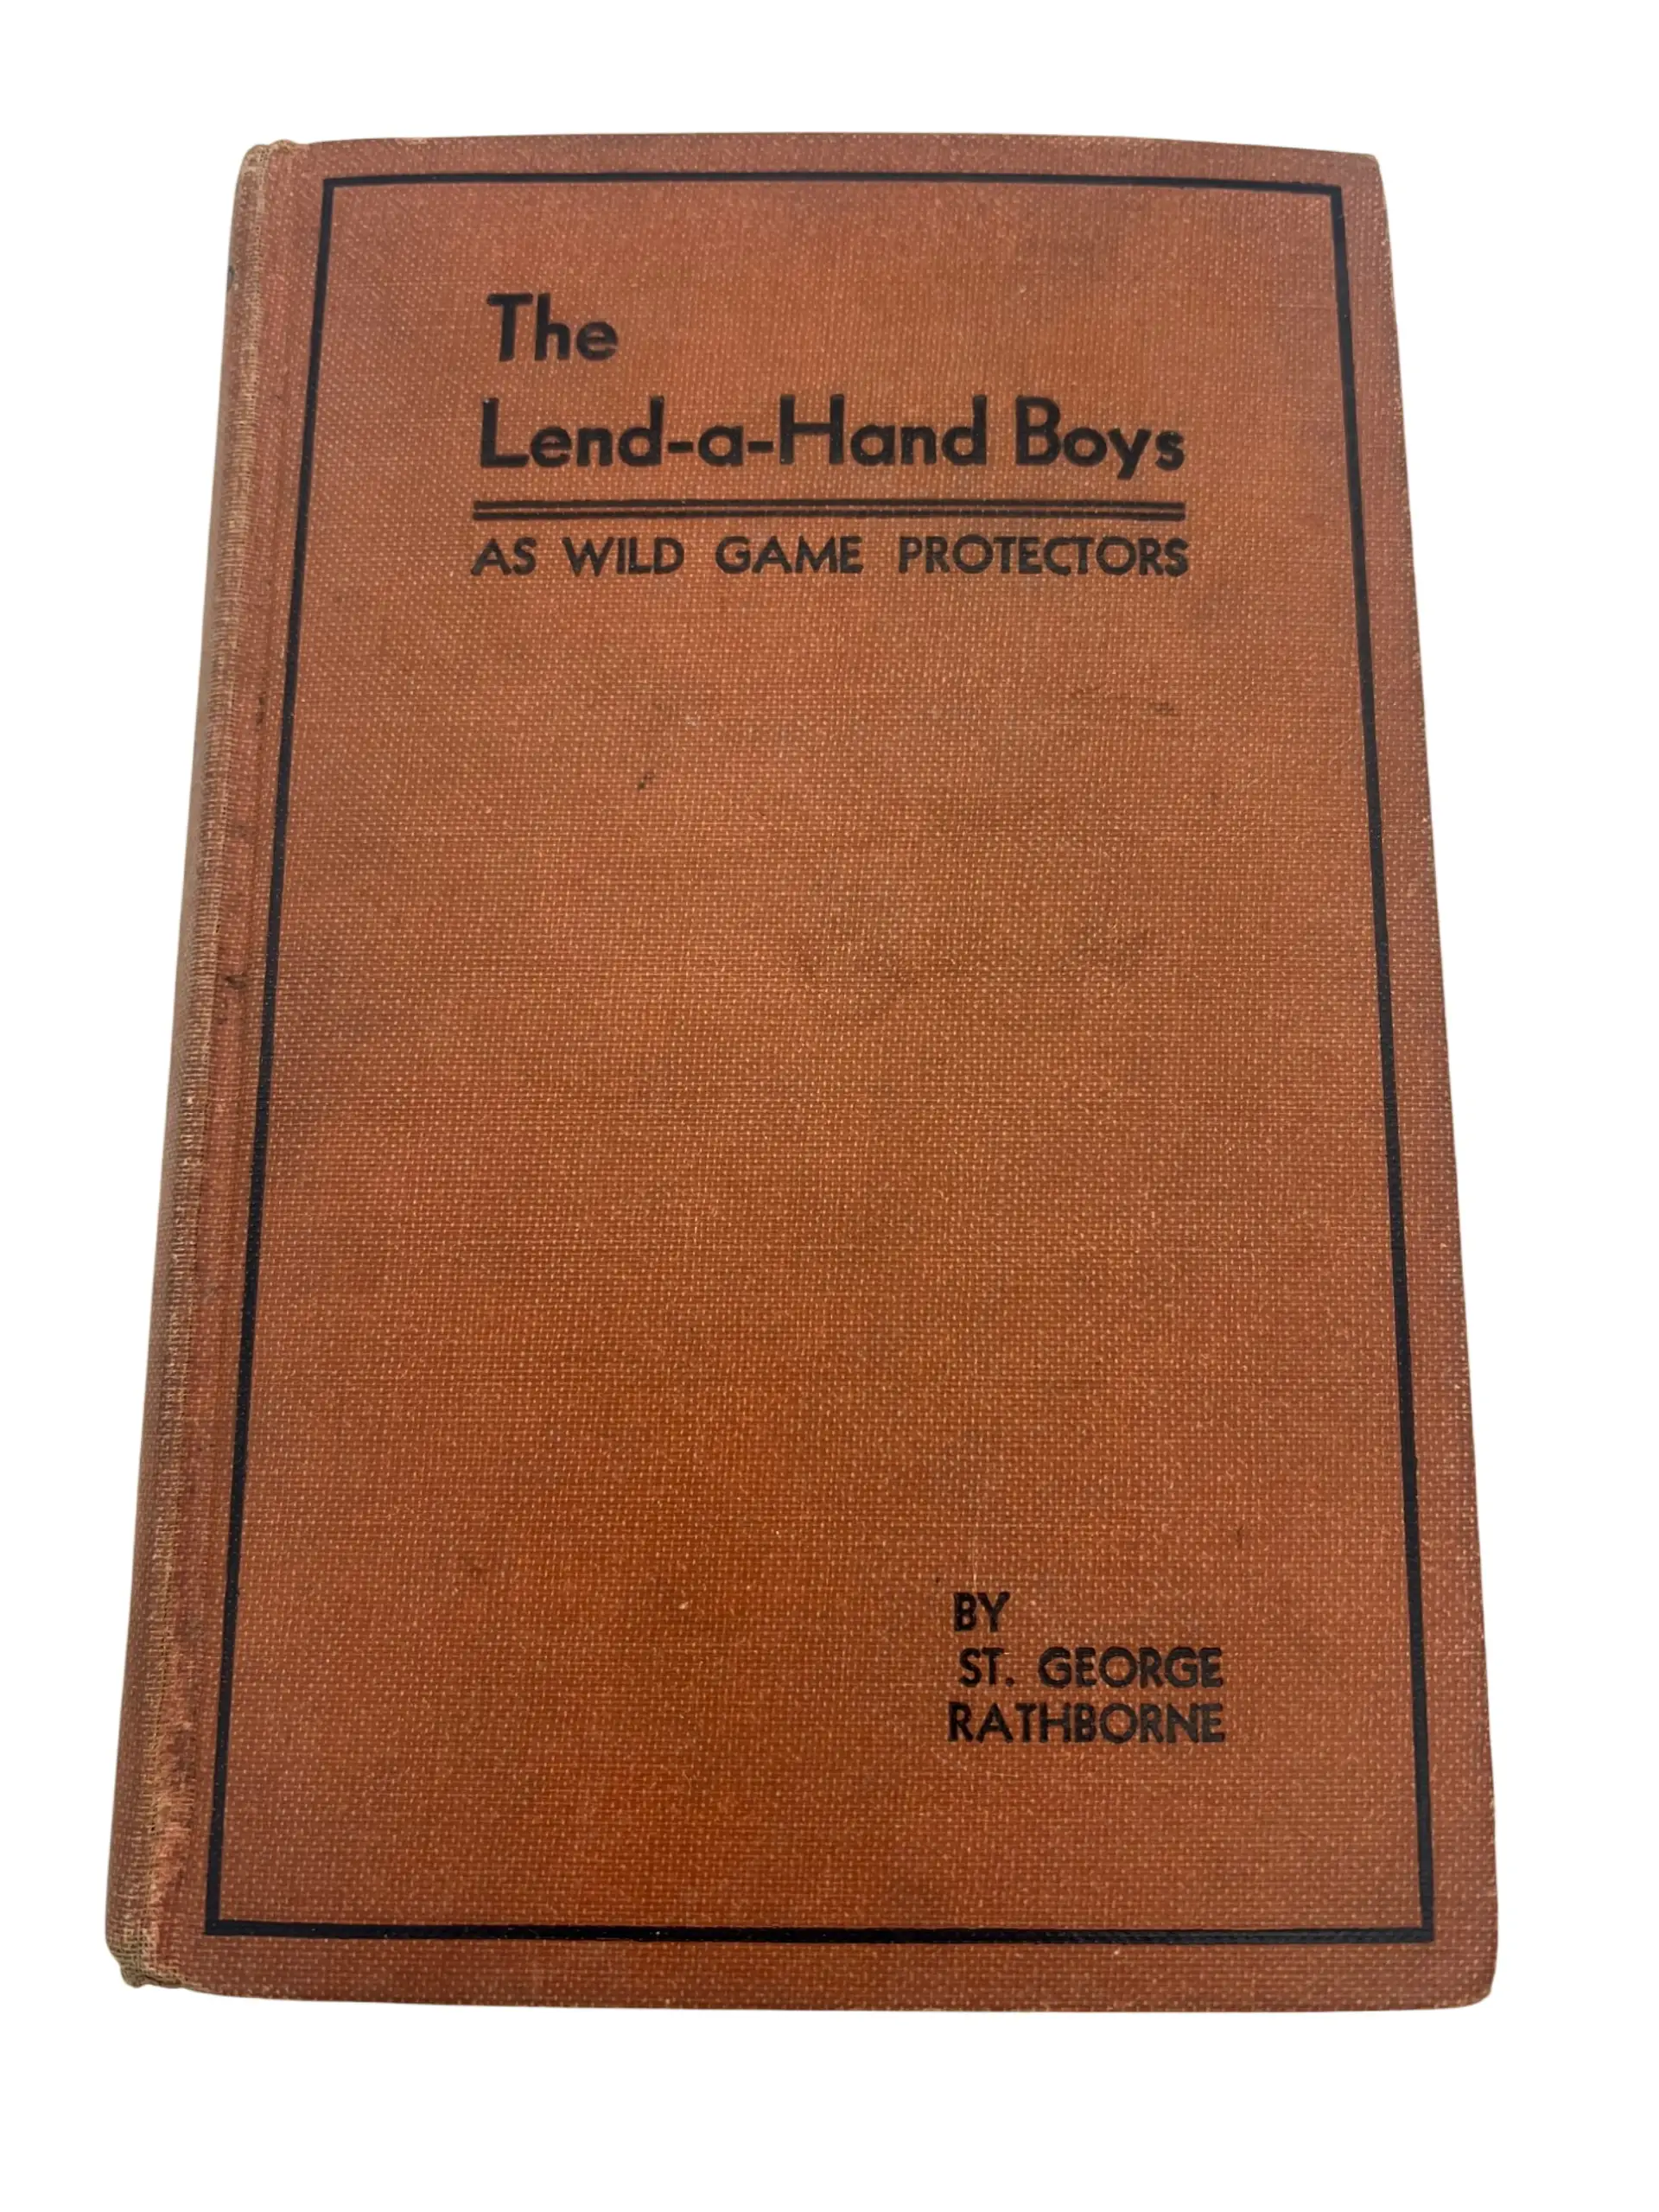 The
Lend-a-Hand Boys
AS WILD GAME PROTECTORS
BY
ST. GEORGE
RATHBORNE